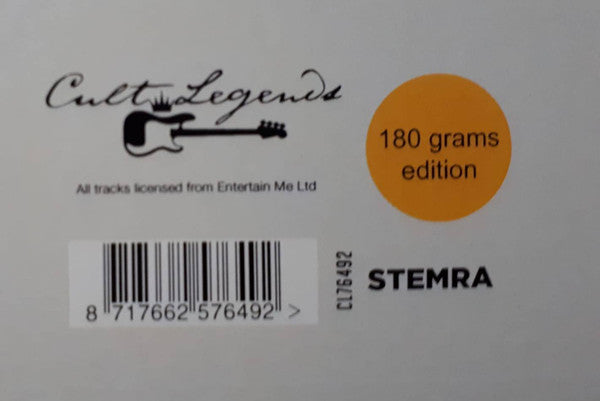 Cult Legends
All tracks licensed from Entertain Me Ltd
180 grams
edition
8 717662 576492 >
CL76492
STEMRA